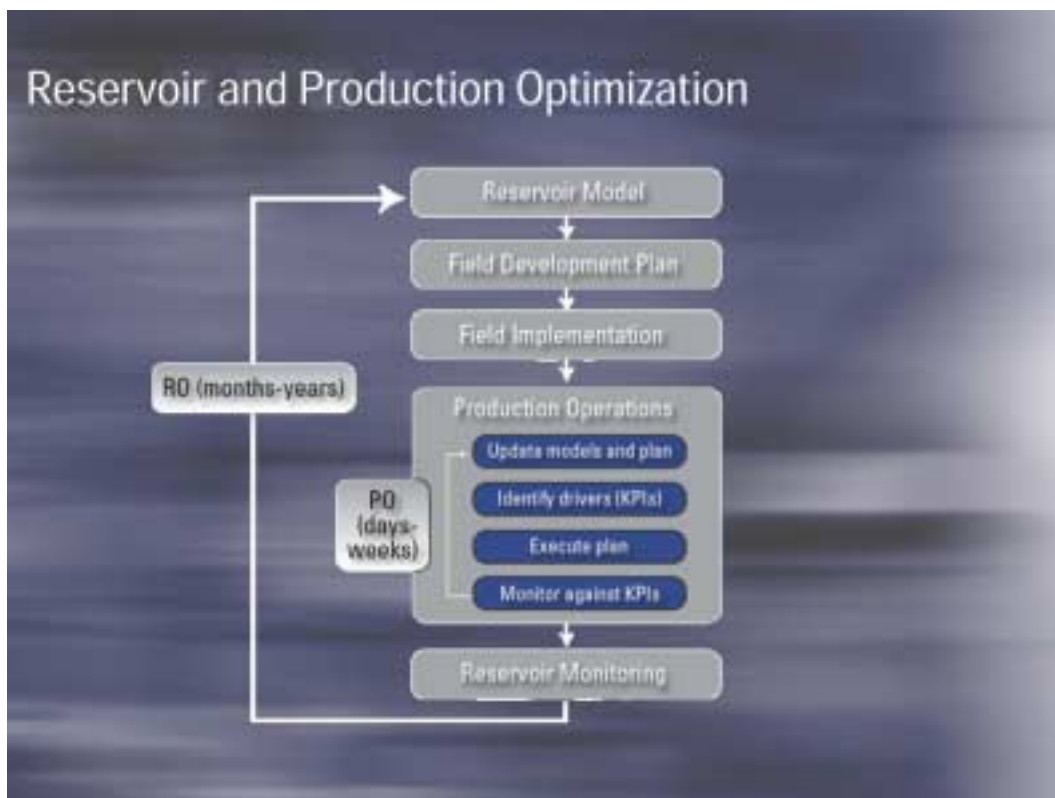 Reservoir and Production Optimization
Reservoir Model
Field Development Plan
Field Implementation
RO (months-years)
Production Operations
Update models and plan
Identify drivers (KPIs)
PO
(days-
weeks)
Execute plan
Monitor against KPIs
Reservoir Monitoring